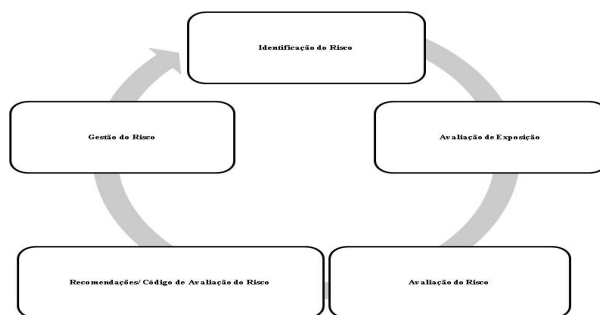 Identificação do Risco
Avaliação de Exposição
Avaliação do Risco
Recomendações/ Código de Avaliação do Risco
Gestão do Risco